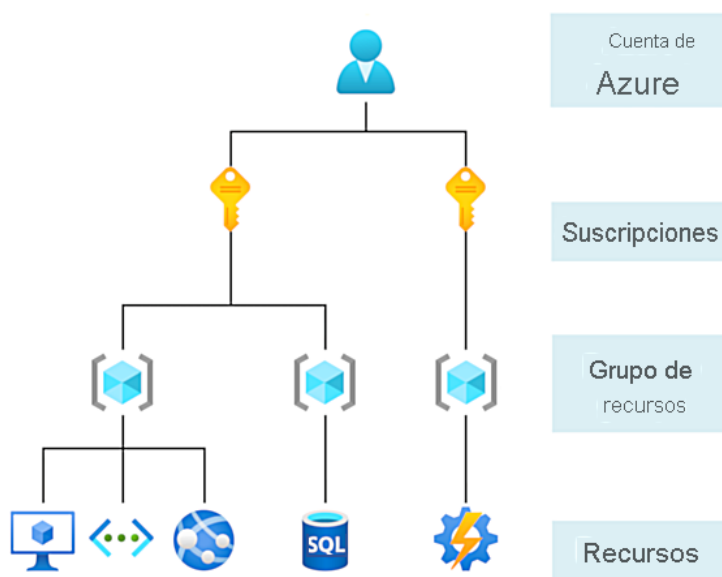 Cuenta de
Azure
Suscripciones
Grupo de
recursos
SQL
Recursos